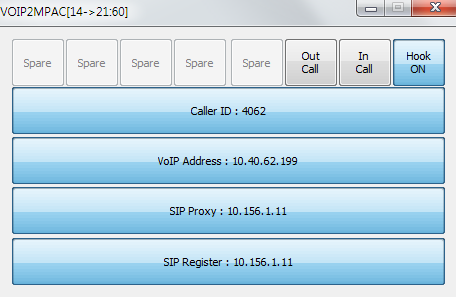 VOIP2MPAC[14->21:60]
Spare Spare Spare Spare Spare Out Call In Call Hook ON
Caller ID : 4062
VoIP Address : 10.40.62.199
SIP Proxy : 10.156.1.11
SIP Register : 10.156.1.11